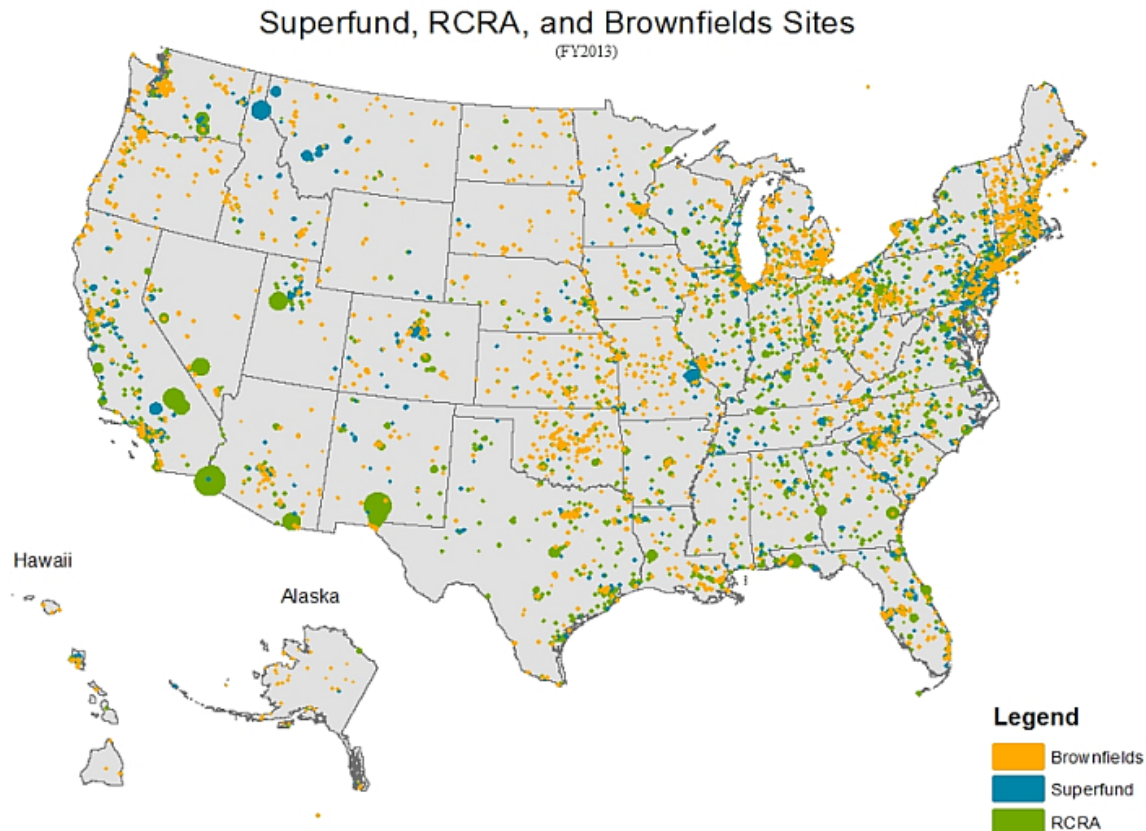 Superfund, RCRA, and Brownfields Sites
(FY2013)
Hawaii
Alaska
Legend
Brownfields
Superfund
RCRA